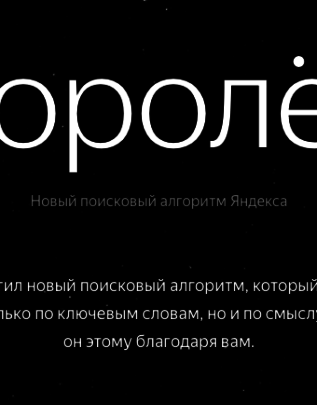 оролё
Новый поисковый алгоритм Яндекса
тил новый поисковый алгоритм, который
лько по ключевым словам, но и по смыслу
он этому благодаря вам.